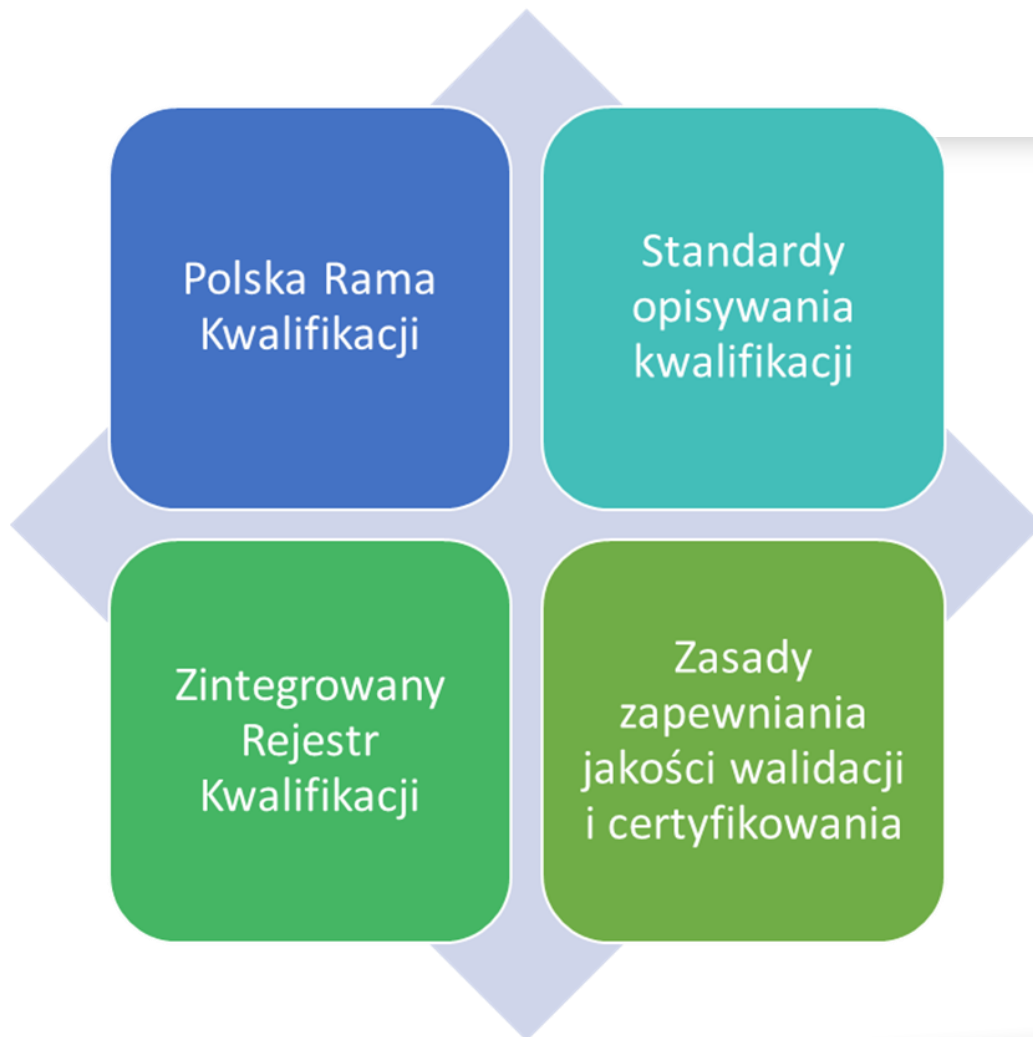 Polska Rama
Kwalifikacji
Standardy
opisywania
kwalifikacji
Zintegrowany
Rejestr
Kwalifikacji
Zasady
zapewniania
jakości walidacji
i certyfikowania